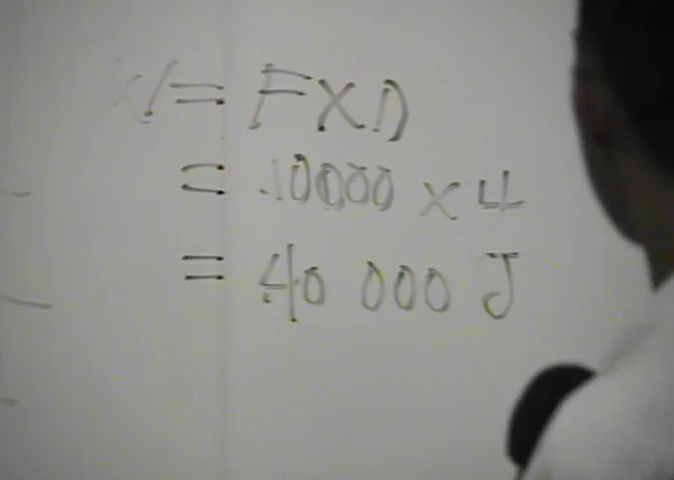 W = F X D
= 10000 x 4
= 40 000 J